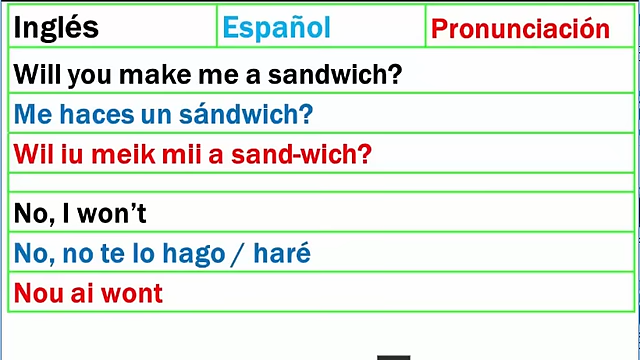 Inglés Español Pronunciación
Will you make me a sandwich?
Me haces un sándwich?
Wil iu meik mii a sand-wich?
No, I won’t
No, no te lo hago / haré
Nou ai wont